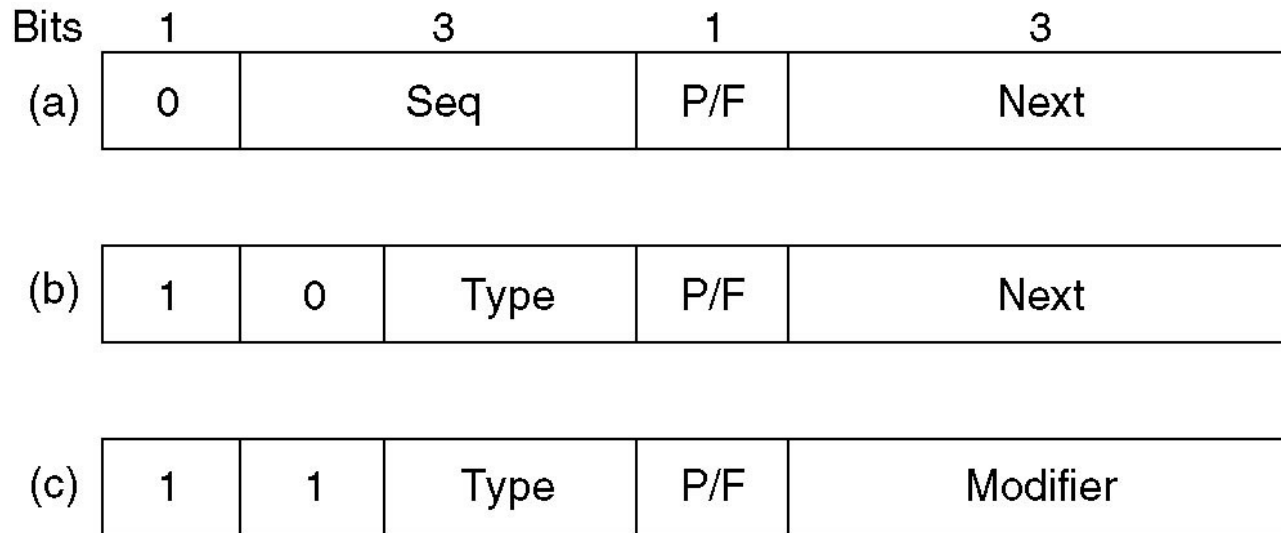 Bits 1 3 1 3
(a) 0 Seq P/F Next
(b) 1 0 Type P/F Next
(c) 1 1 Type P/F Modifier